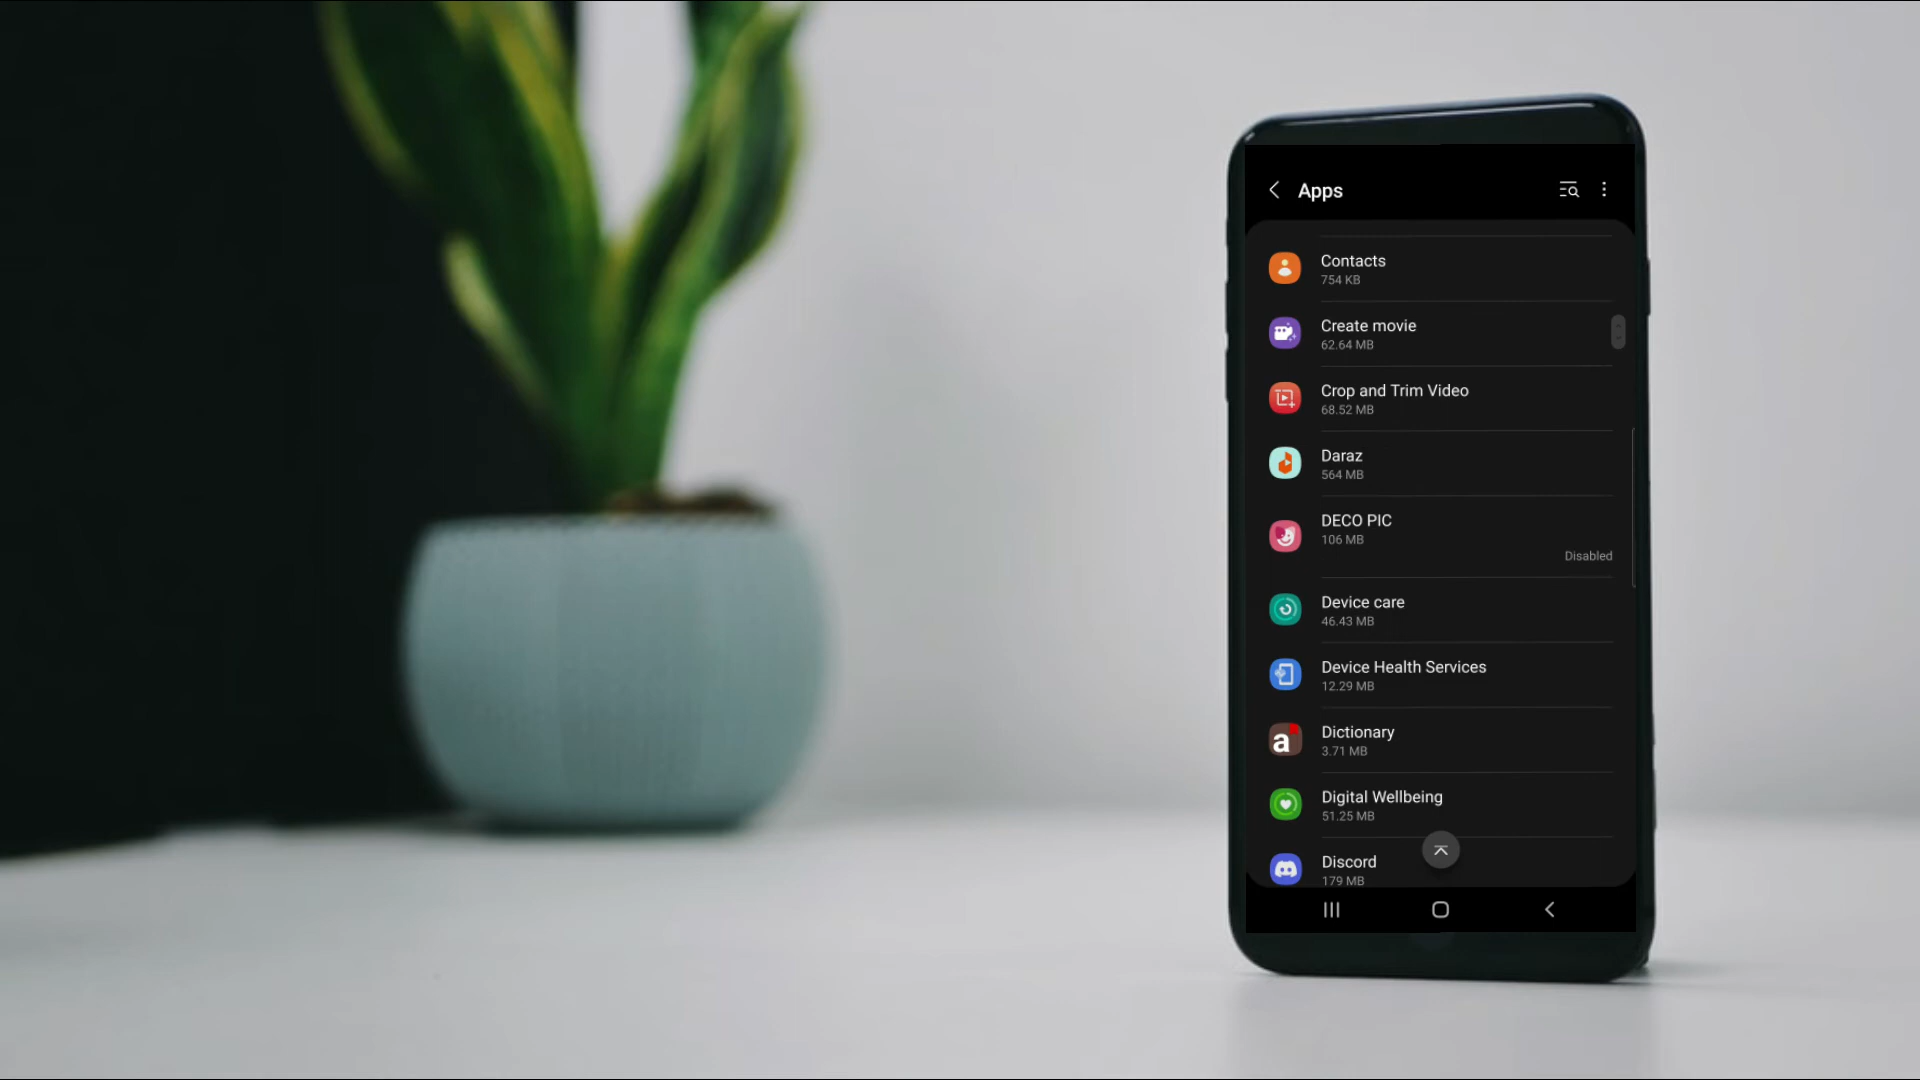 Apps
Contacts
754 KB
Create movie
62.64 MB
Crop and Trim Video
68.52 MB
Daraz
564 MB
DECO PIC
106 MB
Disabled
Device care
46.43 MB
Device Health Services
12.29 MB
a
Dictionary
3.71 MB
Digital Wellbeing
51.25 MB
Discord
179 MB